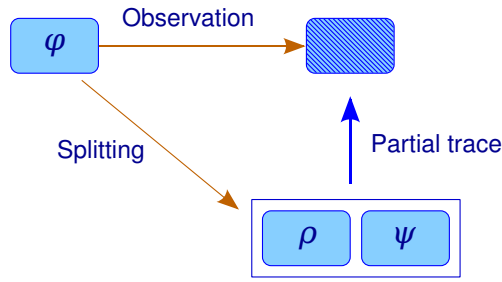 Observation
φ
Splitting
Partial trace
ρ ψ